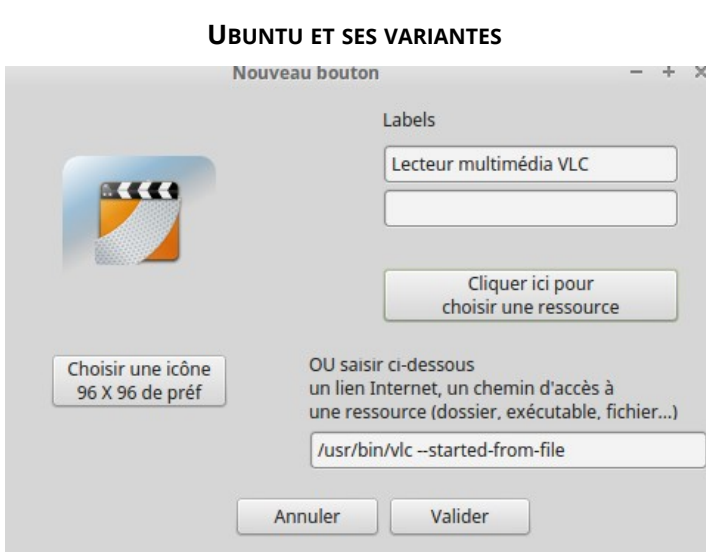 UBUNTU ET SES VARIANTES
Nouveau bouton
Labels
Lecteur multimédia VLC
Cliquer ici pour
choisir une ressource
Choisir une icône
96 X 96 de préf
OU saisir ci-dessous
un lien Internet, un chemin d'accès à
une ressource (dossier, exécutable, fichier...)
/usr/bin/vlc --started-from-file
Annuler
Valider